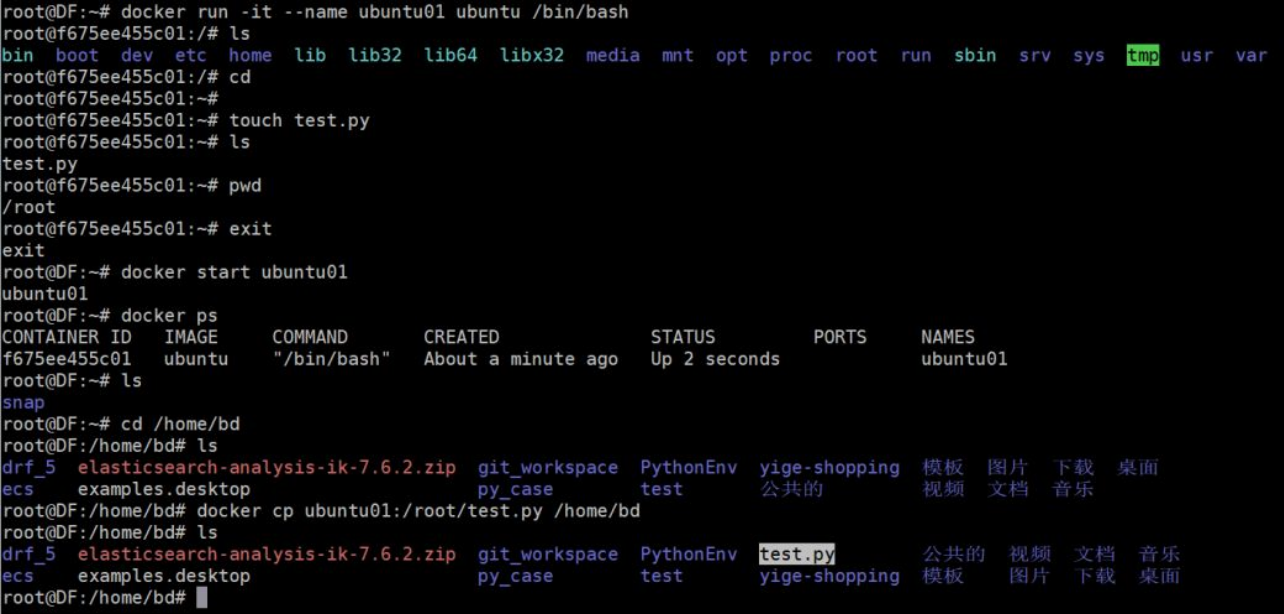 root@DF:~# docker run -it --name ubuntu01 ubuntu /bin/bash
root@f675ee455c01:/# ls
bin  boot  dev  etc  home  lib  lib32  lib64  libx32  media  mnt  opt  proc  root  run  sbin  srv  sys  tmp  usr  var
root@f675ee455c01:/# cd
root@f675ee455c01:~#
root@f675ee455c01:~# touch test.py
root@f675ee455c01:~# ls
test.py
root@f675ee455c01:~# pwd
/root
root@f675ee455c01:~# exit
exit
root@DF:~# docker start ubuntu01
ubuntu01
root@DF:~# docker ps
CONTAINER ID   IMAGE     COMMAND       CREATED              STATUS         PORTS     NAMES
f675ee455c01   ubuntu    "/bin/bash"   About a minute ago   Up 2 seconds             ubuntu01
root@DF:~# ls
snap
root@DF:~# cd /home/bd
root@DF:/home/bd# ls
drf_5  elasticsearch-analysis-ik-7.6.2.zip  git_workspace  PythonEnv  yige-shopping  模板  图片  下载  桌面
ecs    examples.desktop                     py_case        test       公共的         视频  文档  音乐
root@DF:/home/bd# docker cp ubuntu01:/root/test.py /home/bd
root@DF:/home/bd# ls
drf_5  elasticsearch-analysis-ik-7.6.2.zip  git_workspace  PythonEnv  test.py        公共的  视频  文档  音乐
ecs    examples.desktop                     py_case        test       yige-shopping  模板    图片  下载  桌面
root@DF:/home/bd#